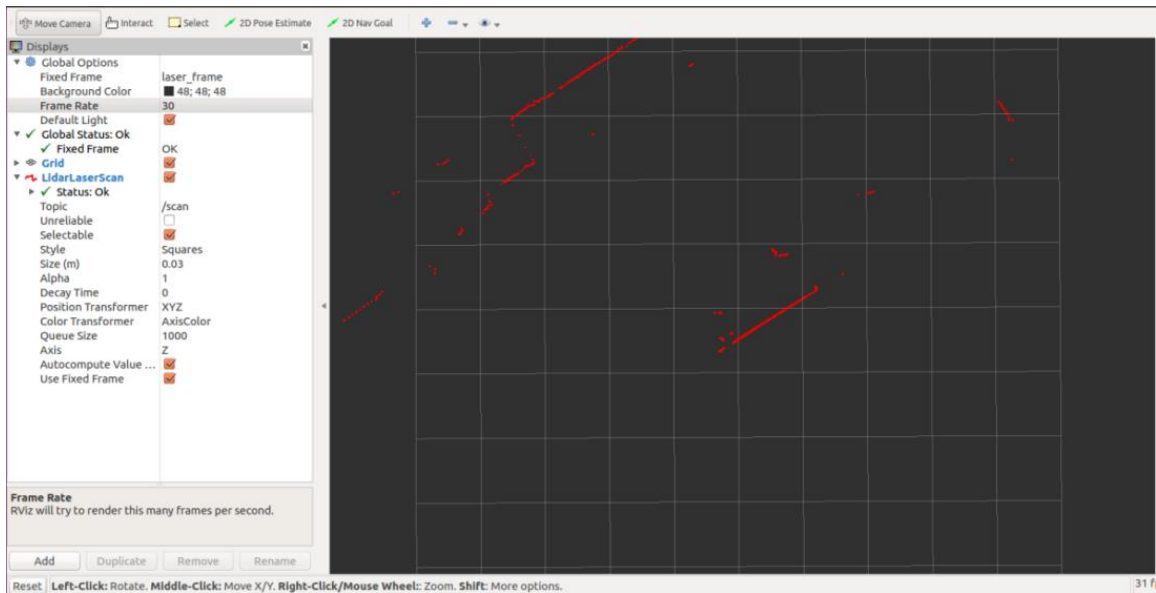 Move Camera Interact Select 2D Pose Estimate 2D Nav Goal
Displays
Global Options
Fixed Frame laser_frame
Background Color 48; 48; 48
Frame Rate 30
Default Light
Global Status: Ok
Fixed Frame OK
Grid
LidarLaserScan
Status: Ok
Topic /scan
Unreliable
Selectable
Style Squares
Size (m) 0.03
Alpha 1
Decay Time 0
Position Transformer XYZ
Color Transformer AxisColor
Queue Size 1000
Axis Z
Autocompute Value ...
Use Fixed Frame
Frame Rate
RViz will try to render this many frames per second.
Add Duplicate Remove Rename
Reset Left-Click: Rotate. Middle-Click: Move X/Y. Right-Click/Mouse Wheel:: Zoom. Shift: More options. 31 f